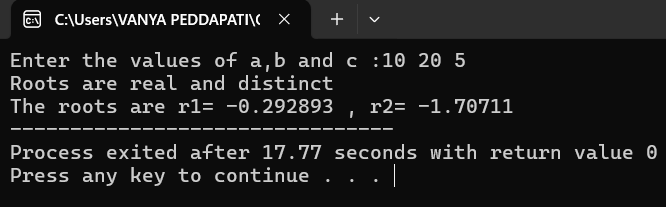 C:\Users\VANYA PEDDAPATI\
Enter the values of a,b and c :10 20 5
Roots are real and distinct
The roots are r1= -0.292893 , r2= -1.70711
--------------------------------
Process exited after 17.77 seconds with return value 0
Press any key to continue . . .